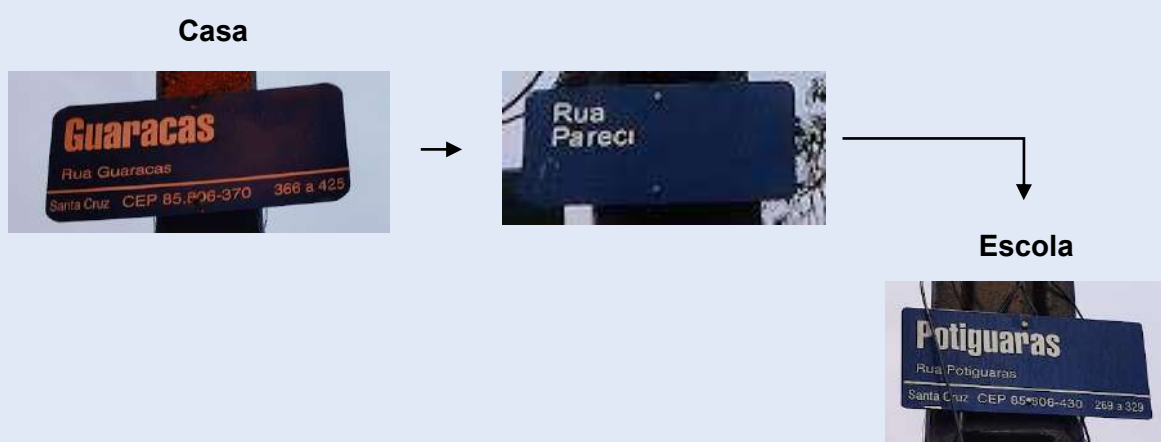 Casa
Guaracas
Rua Guaracas
Santa Cruz CEP 85.806-370 366 a 425
Rua
Pareci
Escola
Potiguaras
Rua Potiguaras
Santa Cruz CEP 85.806-430 269 a 329